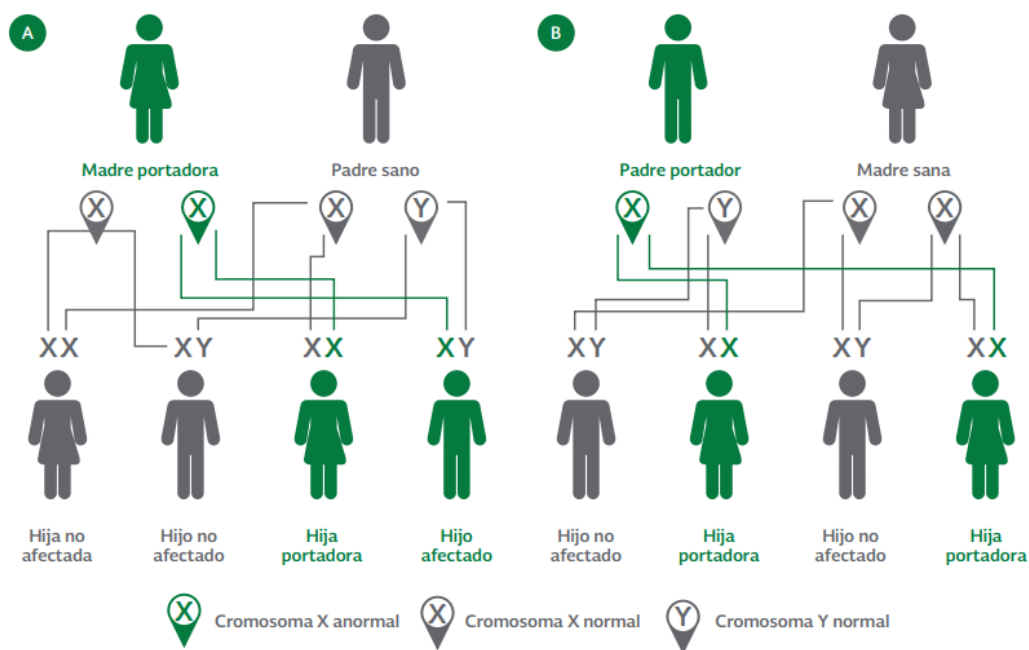 A
B
Madre portadora
Padre sano
Padre portador
Madre sana
X
X
X
Y
X
Y
X
X
XX
XY
XX
XY
XY
XX
XY
XX
Hija no
afectada
Hijo no
afectado
Hija
portadora
Hijo
afectado
Hijo no
afectado
Hija
portadora
Hijo no
afectado
Hija
portadora
X
Cromosoma X anormal
X
Cromosoma X normal
Y
Cromosoma Y normal